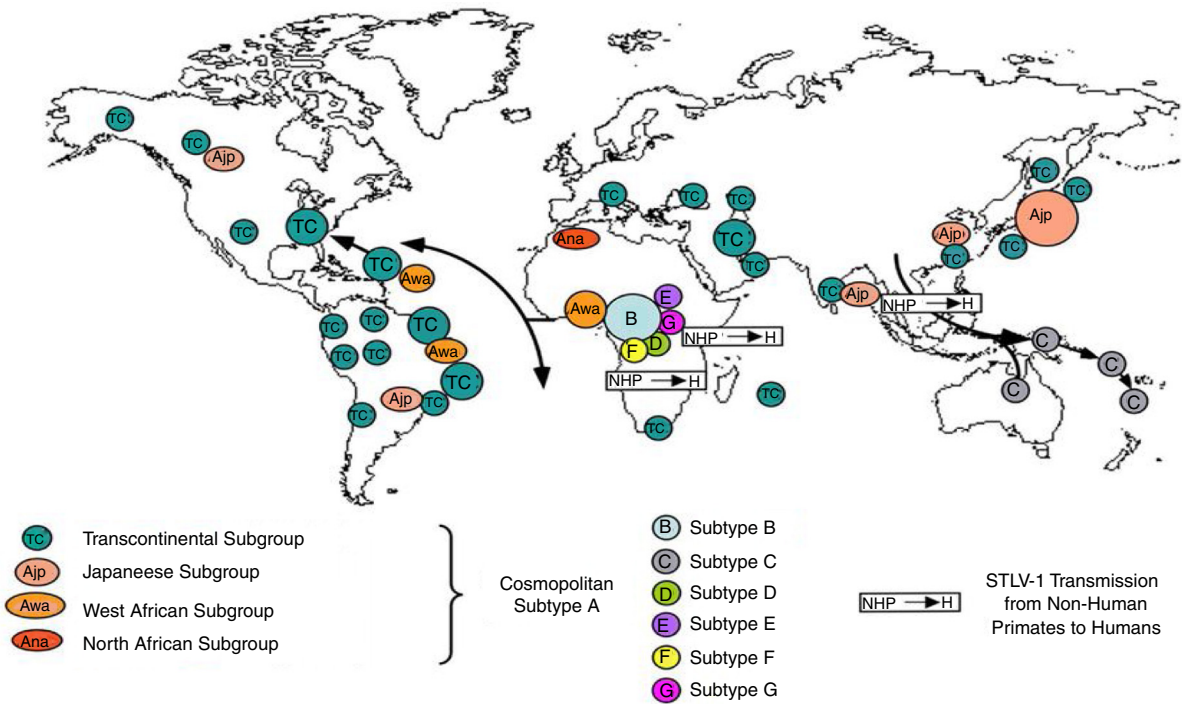 TC
TC
Ajp
TC
TC
TC
Awa
TC
TC
TC
TC
TC
Awa
TC
Ajp
TC
TC
TC
TC
TC
Ana
TC
TC
Awa
B
E
G
D
F
NHP → H
NHP → H
TC
TC
TC
TC
Ajp
TC
Ajp
TC
TC
Ajp
NHP → H
C
C
C
C
TC Transcontinental Subgroup
Ajp Japaneese Subgroup
Awa West African Subgroup
Ana North African Subgroup
Cosmopolitan
Subtype A
B Subtype B
C Subtype C
D Subtype D
E Subtype E
F Subtype F
G Subtype G
NHP → H
STLV-1 Transmission
from Non-Human
Primates to Humans